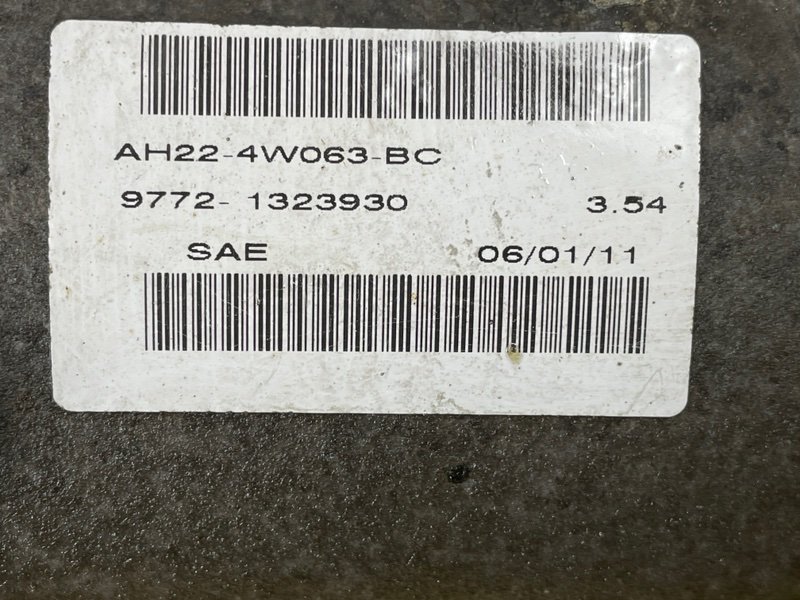 AH22-4W063-BC
9772- 1323930 3.54
SAE 06/01/11